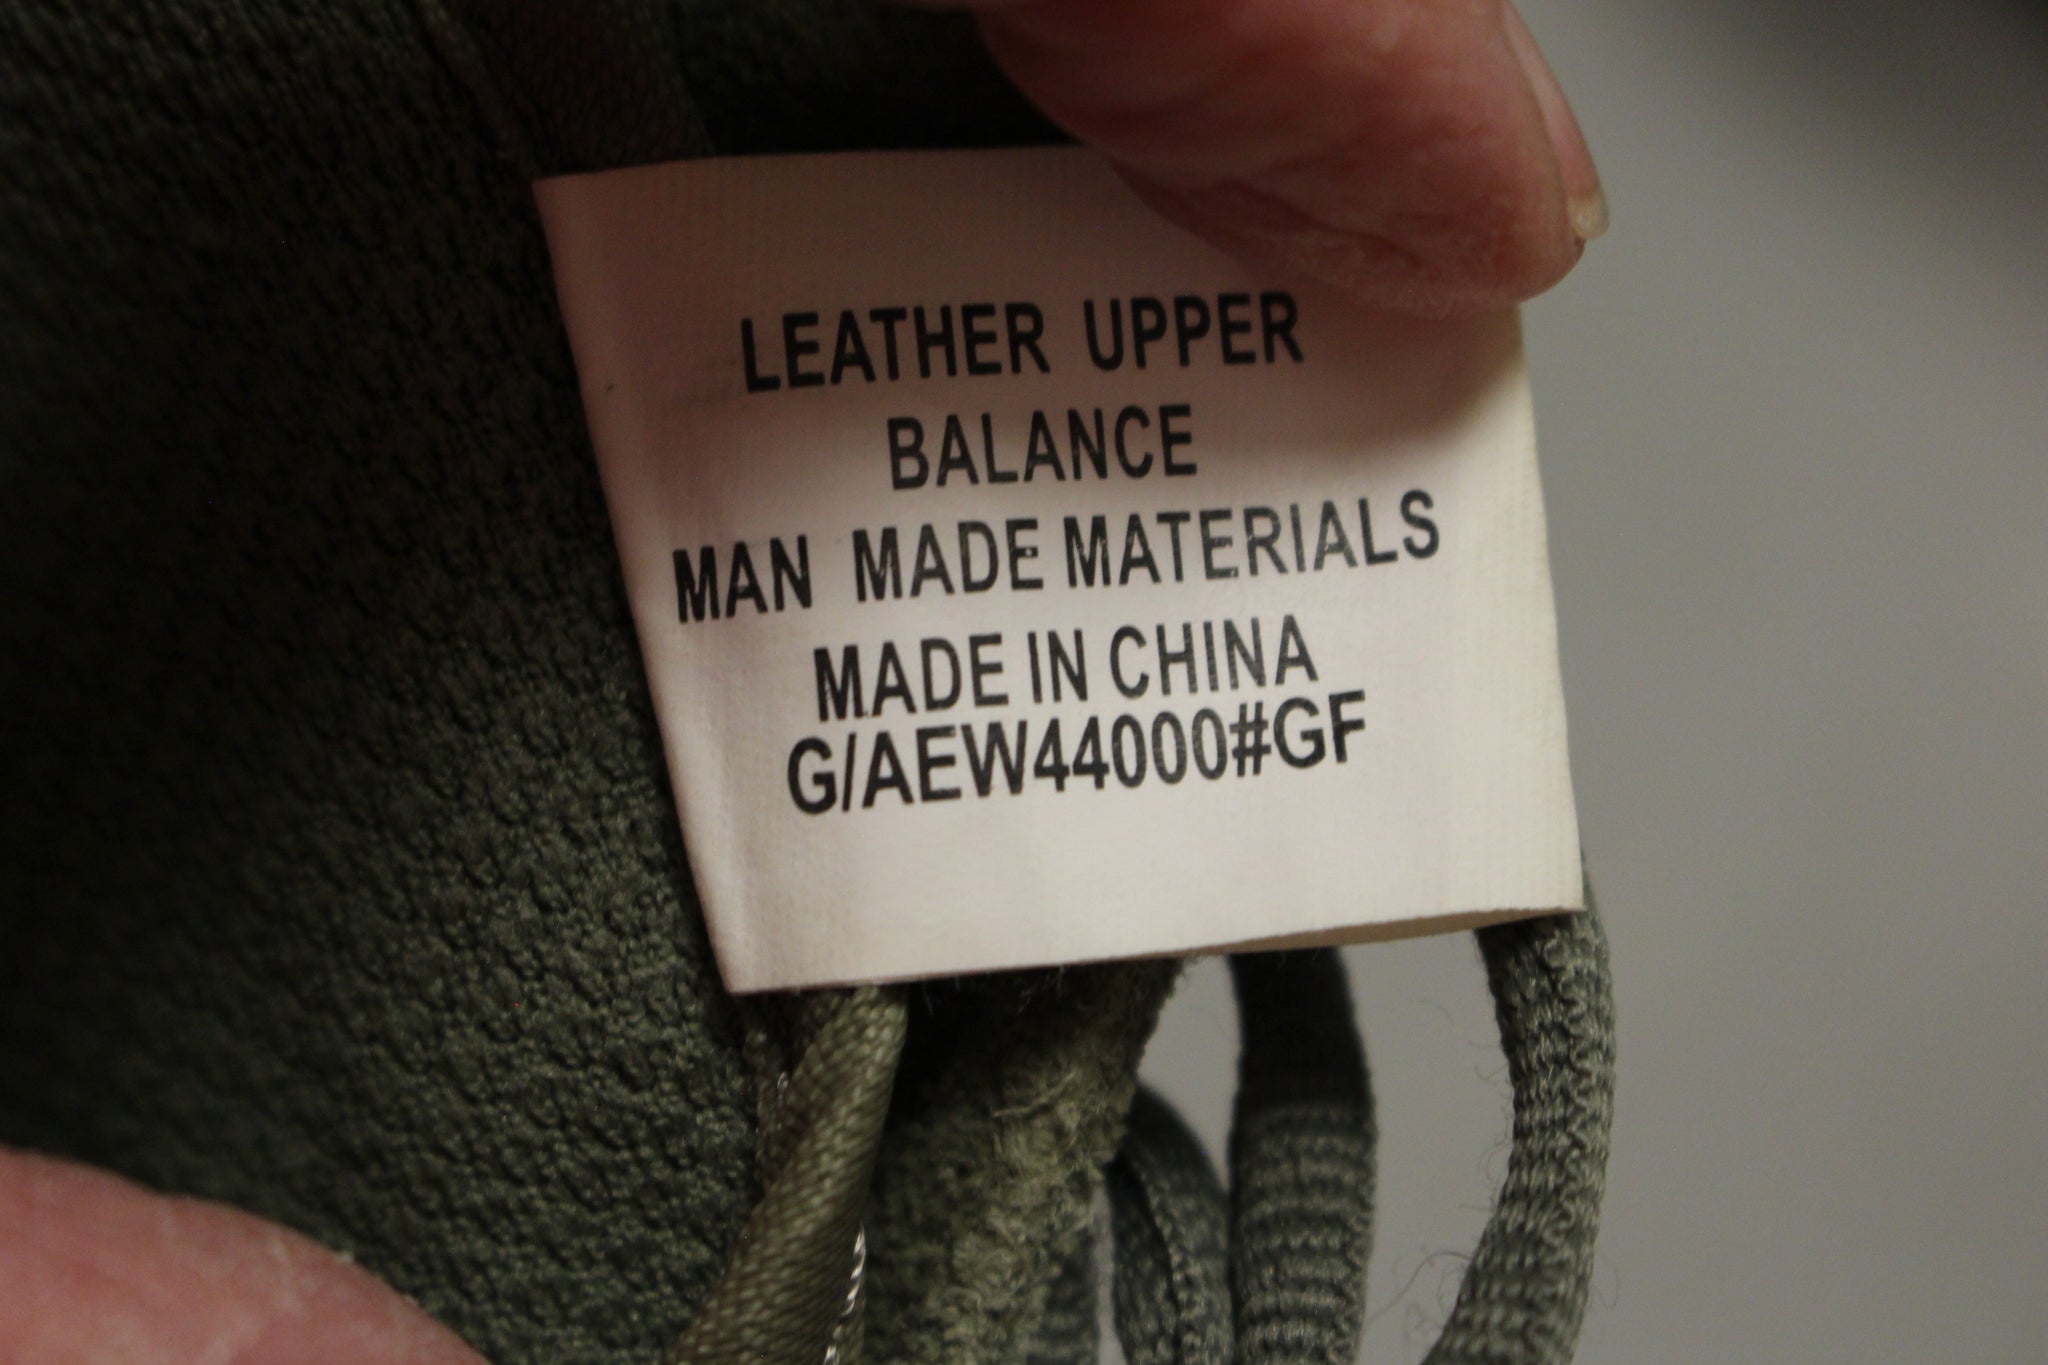 LEATHER UPPER
BALANCE
MAN MADE MATERIALS
MADE IN CHINA
G/AEW44000#GF